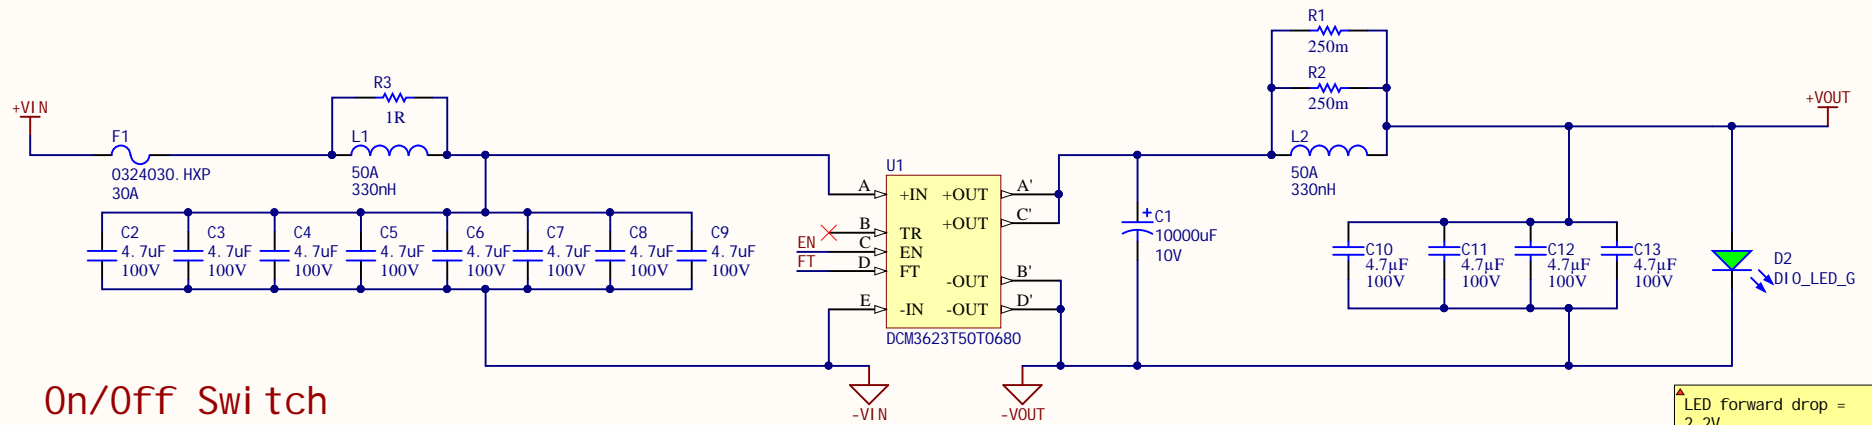 R1
250m
R2
250m
R3
1R
+VIN
+VOUT
F1
0324030.HXP
30A
L1
50A
330nH
L2
50A
330nH
U1
A
+IN
+OUT
A'
B
TR
+OUT
C'
EN
C
EN
FT
D
FT
-OUT
B'
E
-IN
-OUT
D'
DCM3623T50T0680
C2
4.7uF
100V
C3
4.7uF
100V
C4
4.7uF
100V
C5
4.7uF
100V
C6
4.7uF
100V
C7
4.7uF
100V
C8
4.7uF
100V
C9
4.7uF
100V
C1
10000uF
10V
C10
4.7µF
100V
C11
4.7µF
100V
C12
4.7µF
100V
C13
4.7µF
100V
D2
DIO_LED_G
-VIN
-VOUT
On/Off Switch
LED forward drop =
2.2V